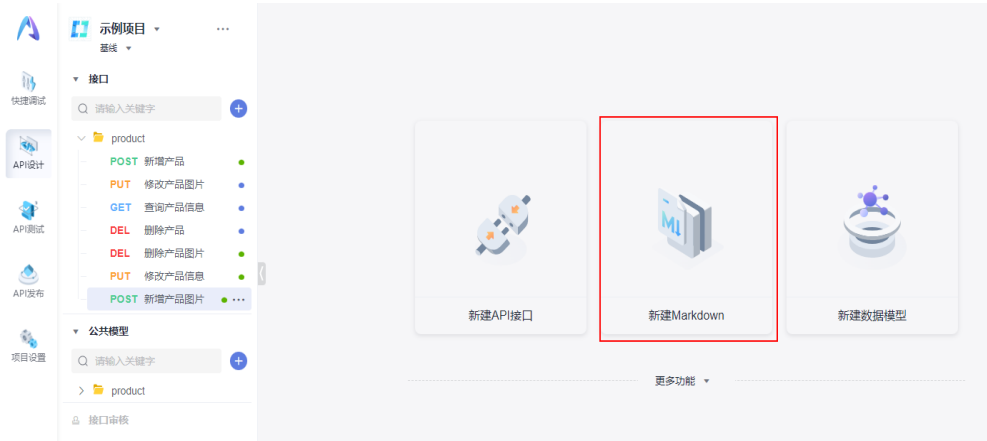 示例项目
基线
快捷调试
API设计
API测试
API发布
项目设置
接口
请输入关键字
product
POST 新增产品
PUT 修改产品图片
GET 查询产品信息
DEL 删除产品
DEL 删除产品图片
PUT 修改产品信息
POST 新增产品图片
公共模型
请输入关键字
product
接口审核
新建API接口
新建Markdown
新建数据模型
更多功能